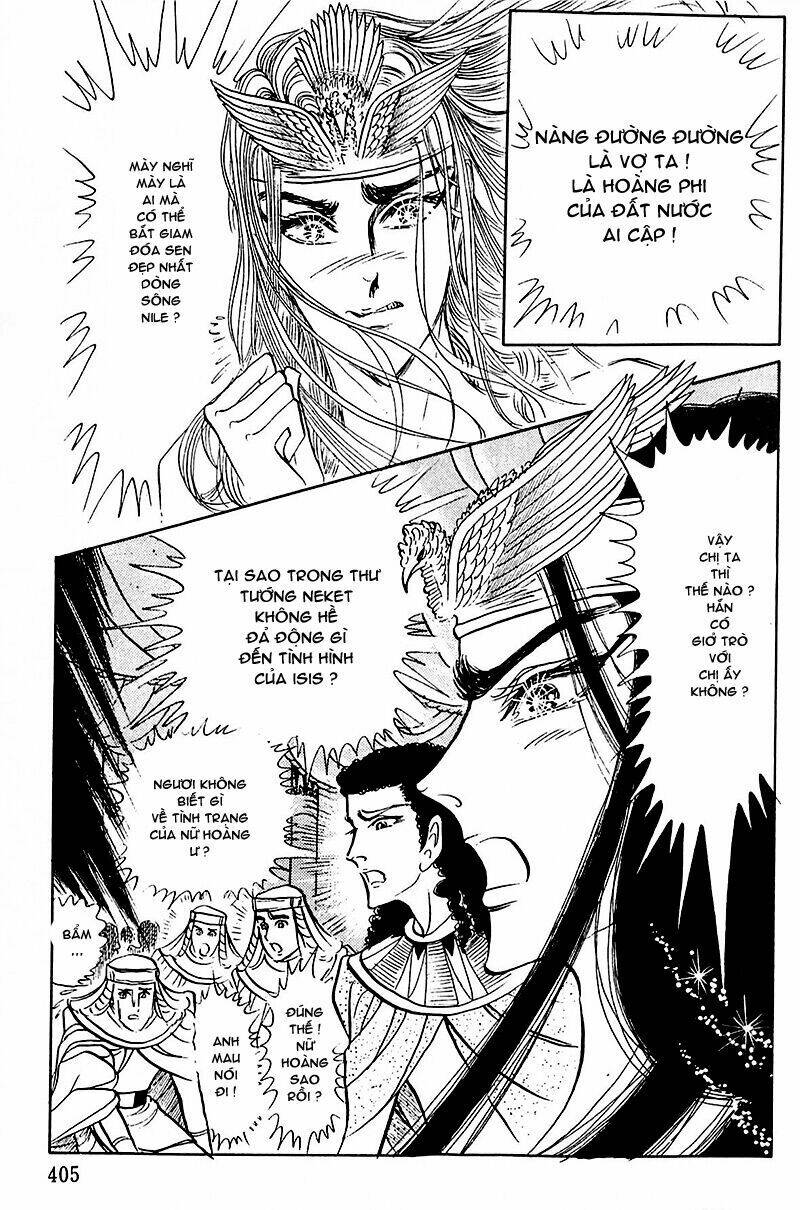 NÀNG ĐƯỜNG ĐƯỜNG
LÀ VỢ TA !
LÀ HOÀNG PHI
CỦA ĐẤT NƯỚC
AI CẬP !
MÀY NGHĨ
MÀY LÀ
AI MÀ
CÓ THỂ
BẮT GIAM
ĐÓA SEN
ĐẸP NHẤT
DÒNG
SÔNG
NILE ?
VẬY
CHỊ TA
THÌ
THẾ NÀO ?
HẮN
CÓ
GIỞ TRÒ
VỚI
CHỊ ẤY
KHÔNG ?
TẠI SAO TRONG THƯ
TƯỚNG NEKET
KHÔNG HỀ
ĐẢ ĐỘNG GÌ
ĐẾN TÌNH HÌNH
CỦA ISIS ?
NGƯƠI KHÔNG
BIẾT GÌ
VỀ TÌNH TRẠNG
CỦA NỮ HOÀNG
Ư ?
ĐÚNG
THẾ !
NỮ
HOÀNG
SAO
RỒI ?
ANH
MAU
NÓI
ĐI !
BẨM
...
405